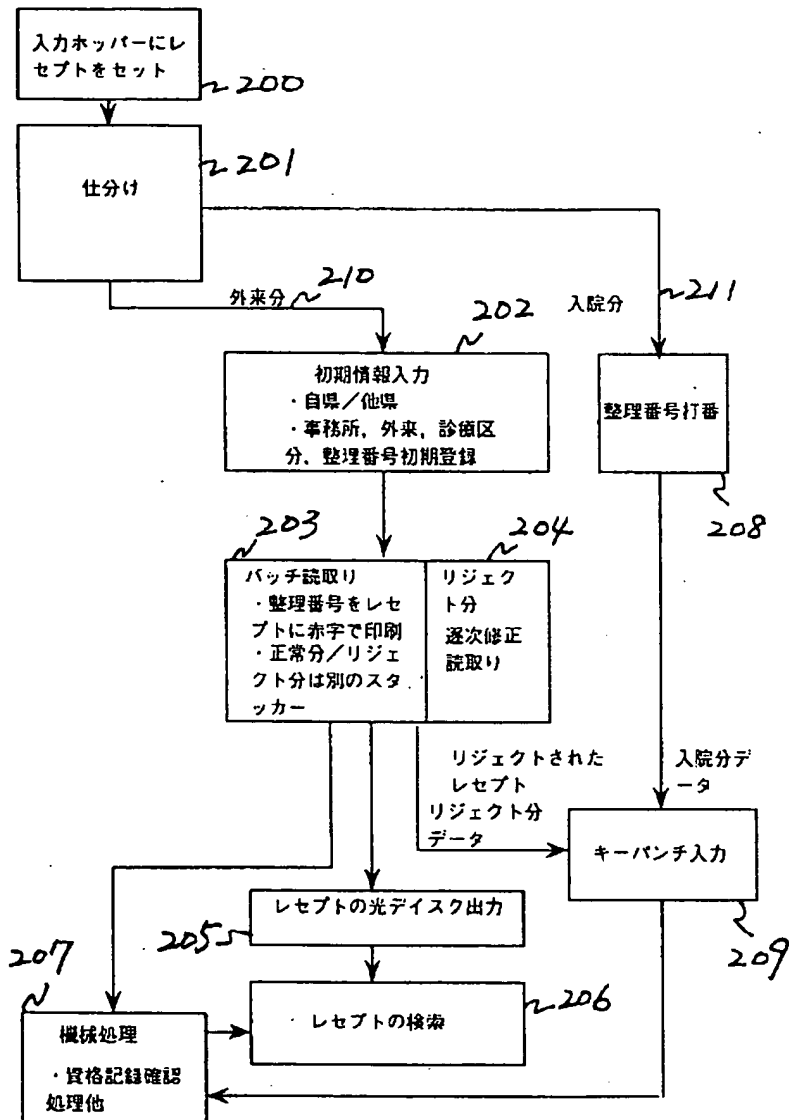 入力ホッパーにレ
セプトをセット
200
仕分け
201
外来分
210
入院分
211
202
初期情報入力
・自県／他県
・事務所，外来，診療区
分、整理番号初期登録
整理番号打番
208
203
バッチ読取り
・整理番号をレセ
プトに赤字で印刷
・正常分／リジェ
クト分は別のスタ
ッカー
204
リジェク
ト分
逐次修正
読取り
リジェクトされた
レセプト
リジェクト分
データ
入院分デ
ータ
キーパンチ入力
209
レセプトの光ディスク出力
205
レセプトの検索
206
207
機械処理
・資格記録確認
処理他